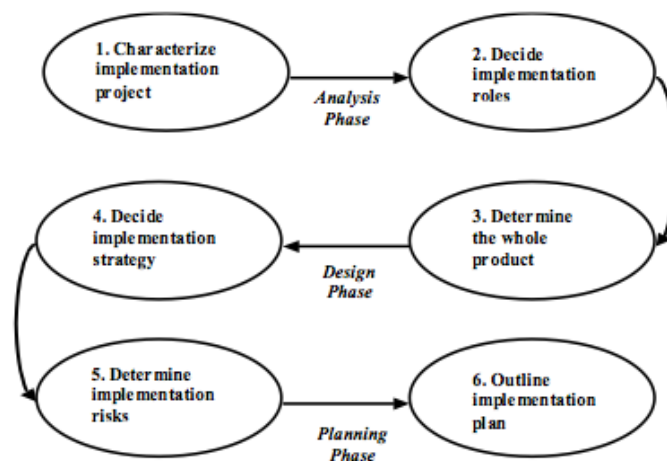 1. Characterize
implementation
project
Analysis
Phase
2. Decide
implementation
roles
3. Determine
the whole
product
Design
Phase
4. Decide
implementation
strategy
5. Determine
implementation
risks
Planning
Phase
6. Outline
implementation
plan